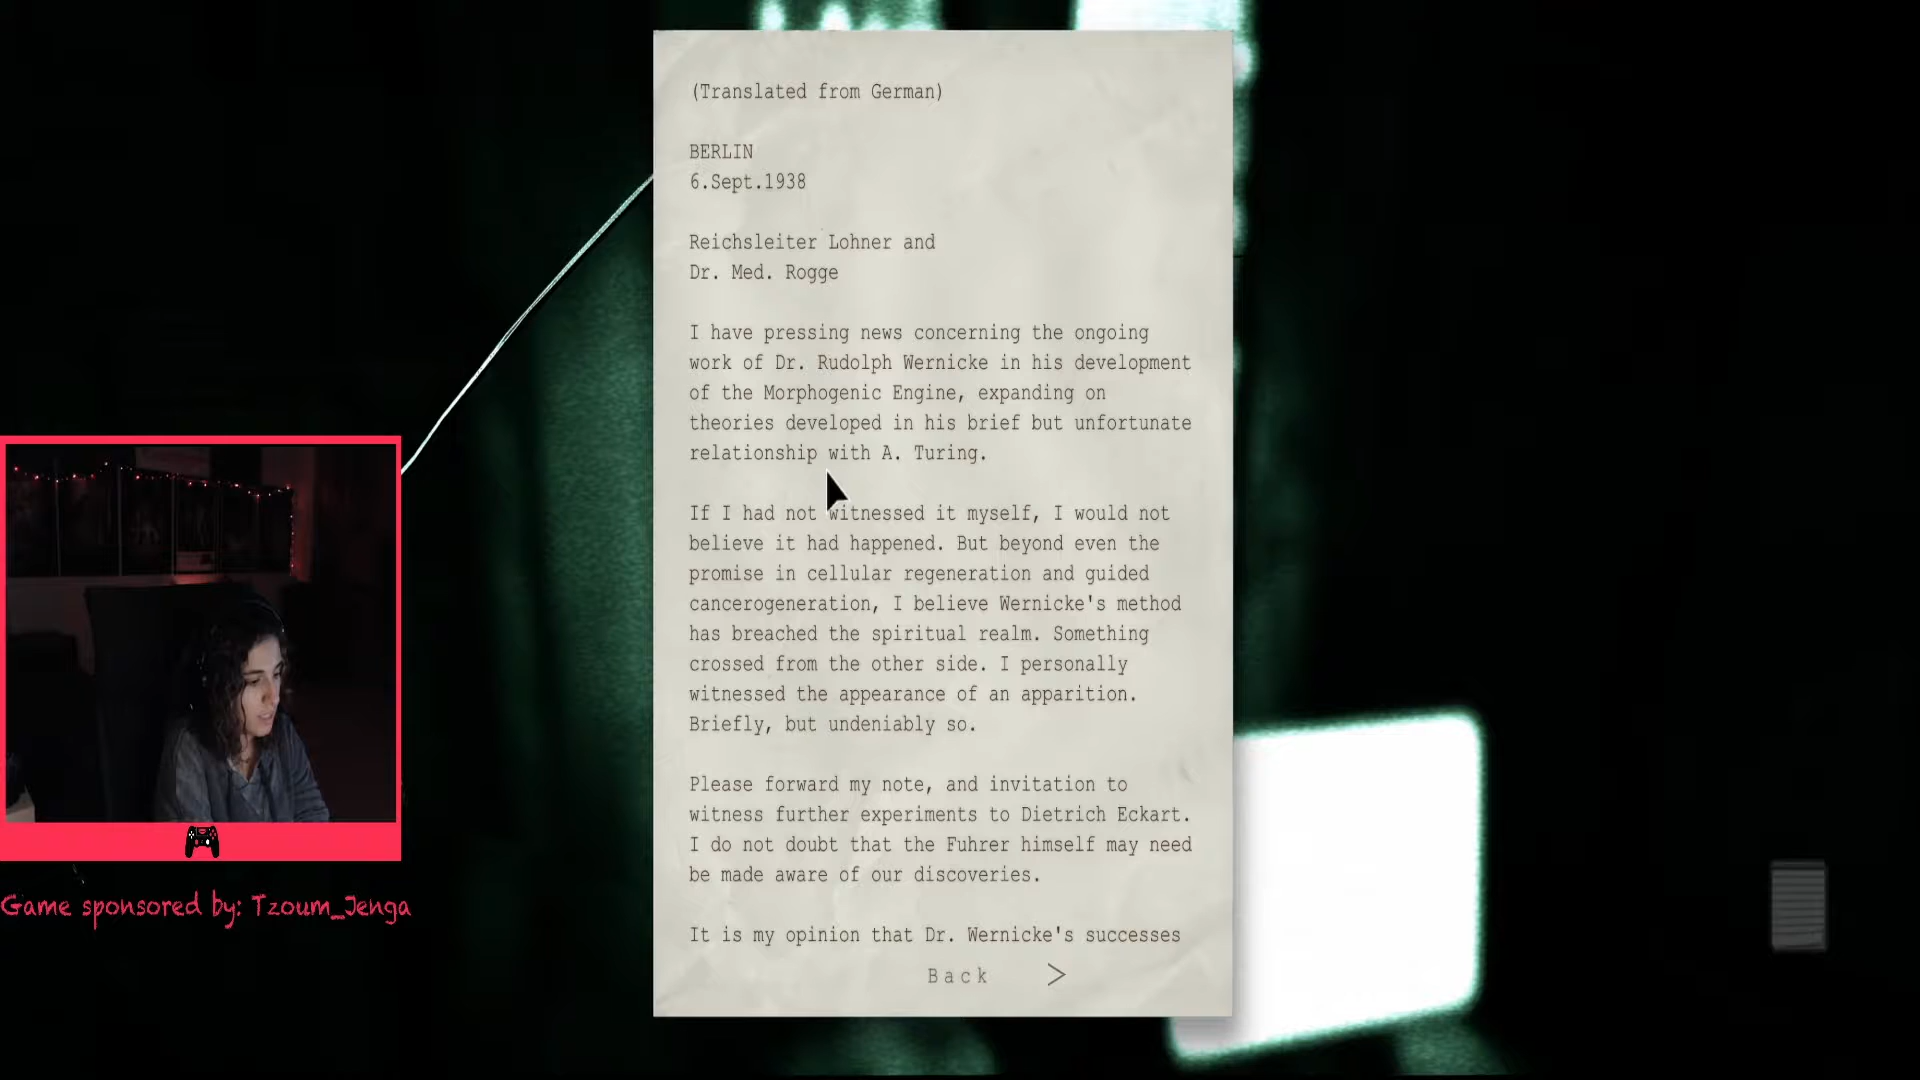 (Translated from German)
BERLIN
6.Sept.1938
Reichsleiter Lohner and
Dr. Med. Rogge
I have pressing news concerning the ongoing
work of Dr. Rudolph Wernicke in his development
of the Morphogenic Engine, expanding on
theories developed in his brief but unfortunate
relationship with A. Turing.
If I had not witnessed it myself, I would not
believe it had happened. But beyond even the
promise in cellular regeneration and guided
cancerogeneration, I believe Wernicke's method
has breached the spiritual realm. Something
crossed from the other side. I personally
witnessed the appearance of an apparition.
Briefly, but undeniably so.
Please forward my note, and invitation to
witness further experiments to Dietrich Eckart.
I do not doubt that the Fuhrer himself may need
be made aware of our discoveries.
It is my opinion that Dr. Wernicke's successes
Back >
Game sponsored by: Tzoum_Jenga